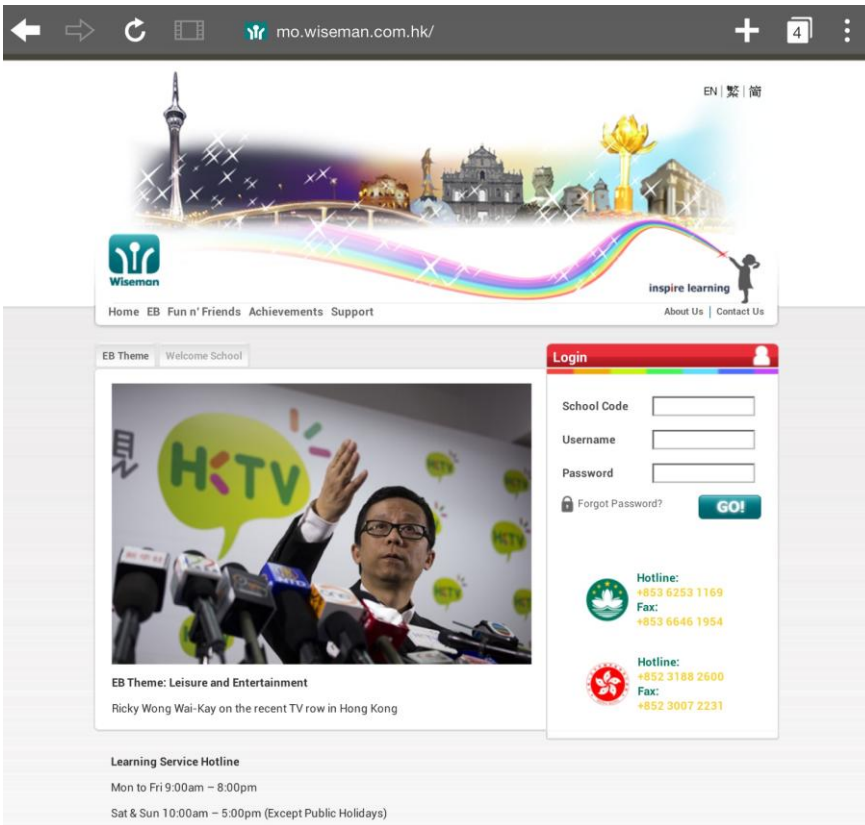 4
mo.wiseman.com.hk/
EN | 繁 | 简
Wiseman
inspire learning
Home EB Fun n' Friends Achievements Support
About Us | Contact Us
EB Theme Welcome School
HKTV
HKTV
HKTV
HKTV
EB Theme: Leisure and Entertainment
Ricky Wong Wai-Kay on the recent TV row in Hong Kong
Login
School Code
Username
Password
Forgot Password?
GO!
Hotline:
+853 6253 1169
Fax:
+853 6646 1954
Hotline:
+852 3188 2600
Fax:
+852 3007 2231
Learning Service Hotline
Mon to Fri 9:00am – 8:00pm
Sat & Sun 10:00am – 5:00pm (Except Public Holidays)